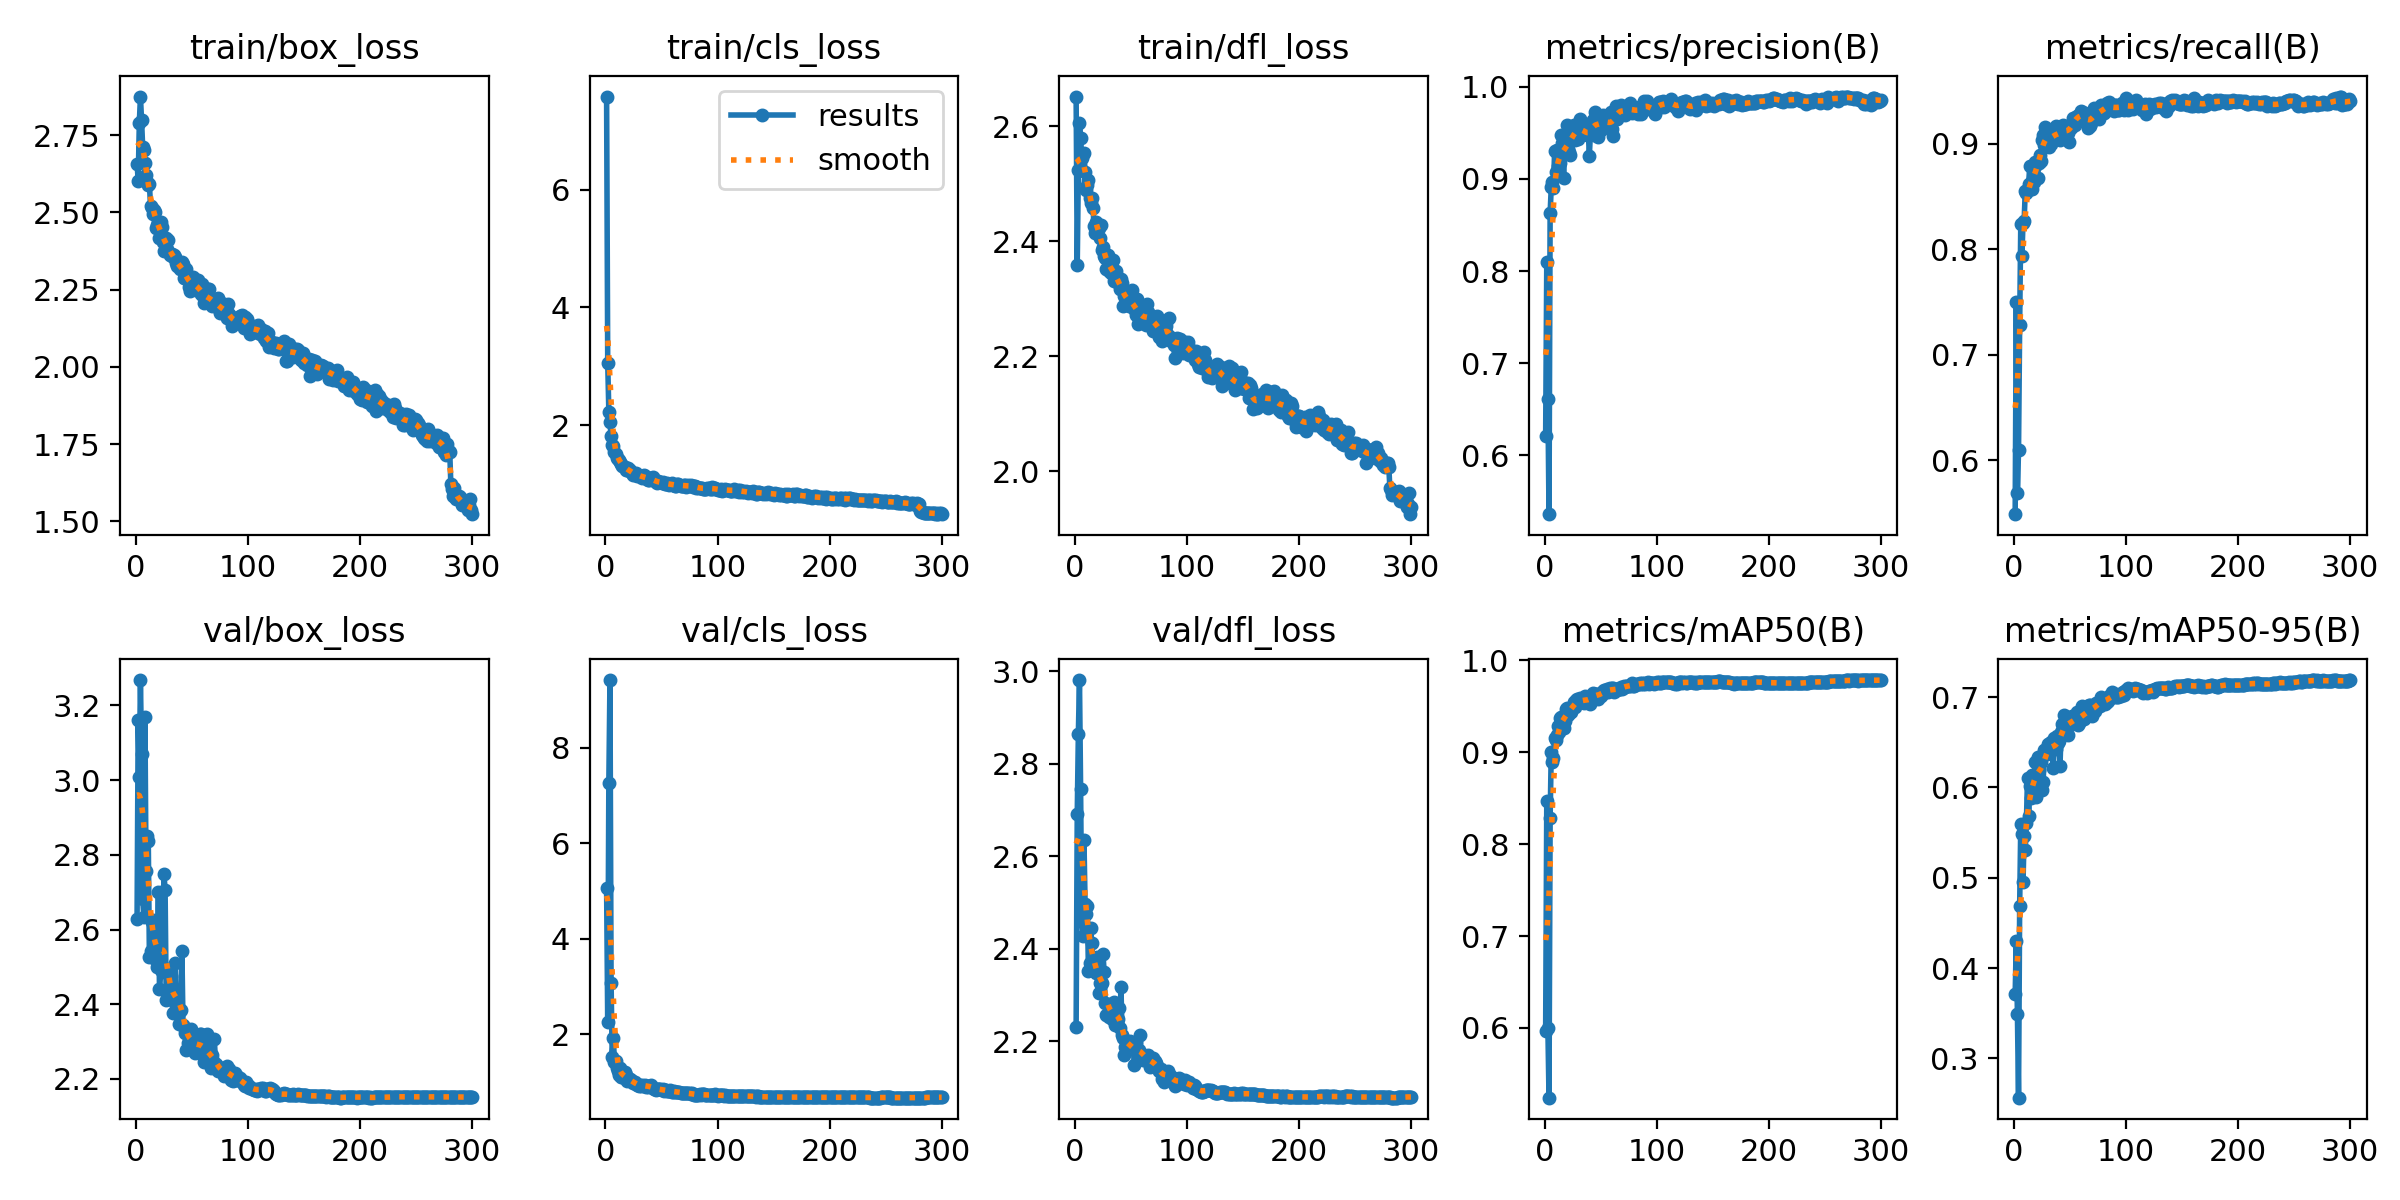 train/box_loss
2.75
2.50
2.25
2.00
1.75
1.50
0 100 200 300
train/cls_loss
results
smooth
6
4
2
0 100 200 300
train/dfl_loss
2.6
2.4
2.2
2.0
0 100 200 300
metrics/precision(B)
1.0
0.9
0.8
0.7
0.6
0 100 200 300
metrics/recall(B)
0.9
0.8
0.7
0.6
0 100 200 300
val/box_loss
3.2
3.0
2.8
2.6
2.4
2.2
0 100 200 300
val/cls_loss
8
6
4
2
0 100 200 300
val/dfl_loss
3.0
2.8
2.6
2.4
2.2
0 100 200 300
metrics/mAP50(B)
1.0
0.9
0.8
0.7
0.6
0 100 200 300
metrics/mAP50-95(B)
0.7
0.6
0.5
0.4
0.3
0 100 200 300